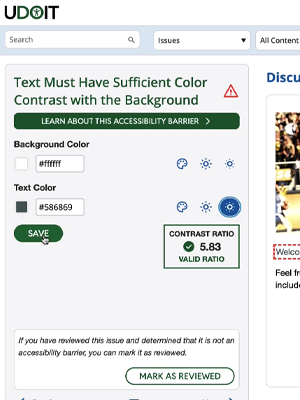 UDOIT
Search
Issues
All Content
Text Must Have Sufficient Color
Contrast with the Background
LEARN ABOUT THIS ACCESSIBILITY BARRIER
Background Color
#ffffff
Text Color
#586869
SAVE
CONTRAST RATIO
5.83
VALID RATIO
If you have reviewed this issue and determined that it is not an
accessibility barrier, you can mark it as reviewed.
MARK AS REVIEWED
Discu
Welco
Feel fr
include